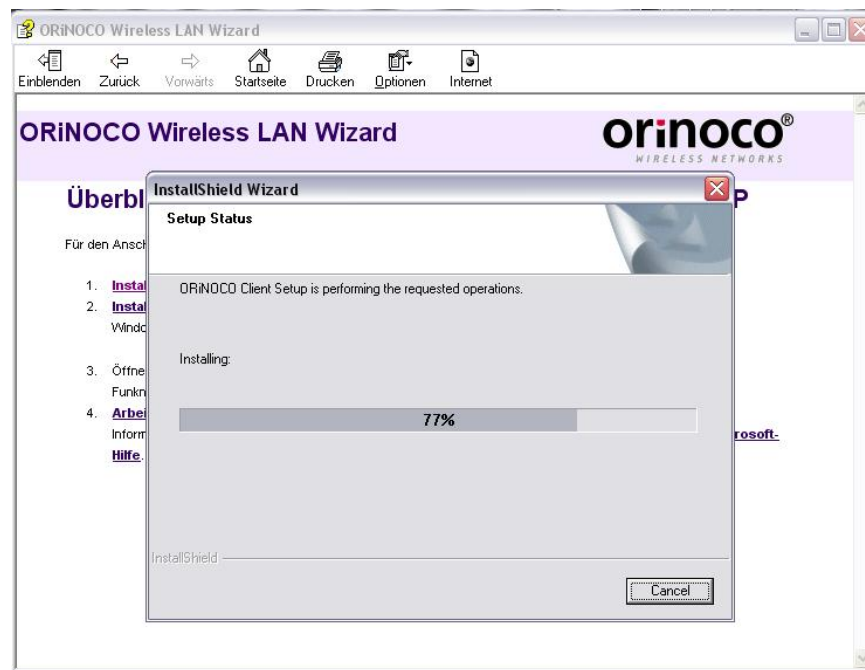 ORiNOCO Wireless LAN Wizard
Einblenden Zurück Vorwärts Startseite Drucken Optionen Internet
ORiNOCO Wireless LAN Wizard
orinoco®
WIRELESS NETWORKS
InstallShield Wizard
Setup Status
ORiNOCO Client Setup is performing the requested operations.
Installing:
77%
InstallShield
Cancel
Überbl
P
Für den Ansch
1. Instal
2. Instal
Windo
3. Öffne
Funkn
4. Arbei
Inform
rosoft-
Hilfe.